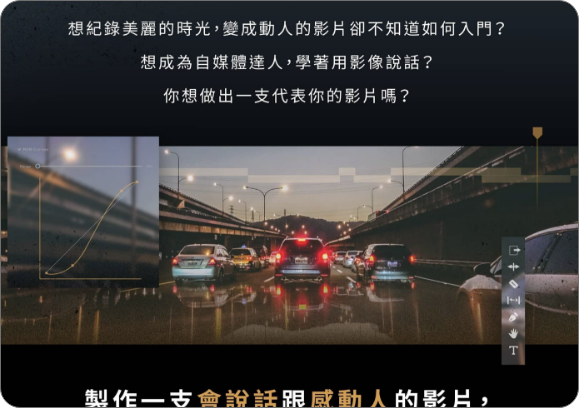 想紀錄美麗的時光,變成動人的影片卻不知道如何入門?
想成為自媒體達人,學著用影像說話?
你想做出一支代表你的影片嗎?
T
製作一支會說話跟感動人的影片,